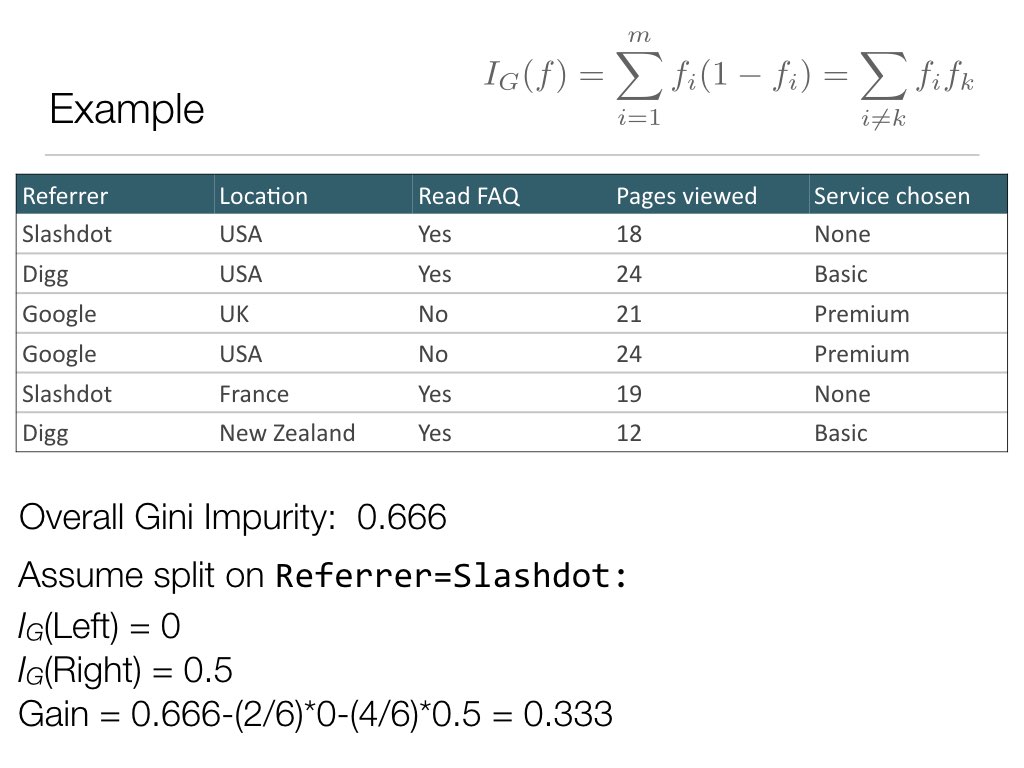 I_G(f) = \sum_{i=1}^{m} f_i(1 − f_i) = \sum_{i≠k} f_i f_k
Example
Referrer Location Read FAQ Pages viewed Service chosen
Slashdot USA Yes 18 None
Digg USA Yes 24 Basic
Google UK No 21 Premium
Google USA No 24 Premium
Slashdot France Yes 19 None
Digg New Zealand Yes 12 Basic
Overall Gini Impurity: 0.666
Assume split on Referrer=Slashdot:
I_G(Left) = 0
I_G(Right) = 0.5
Gain = 0.666-(2/6)*0-(4/6)*0.5 = 0.333